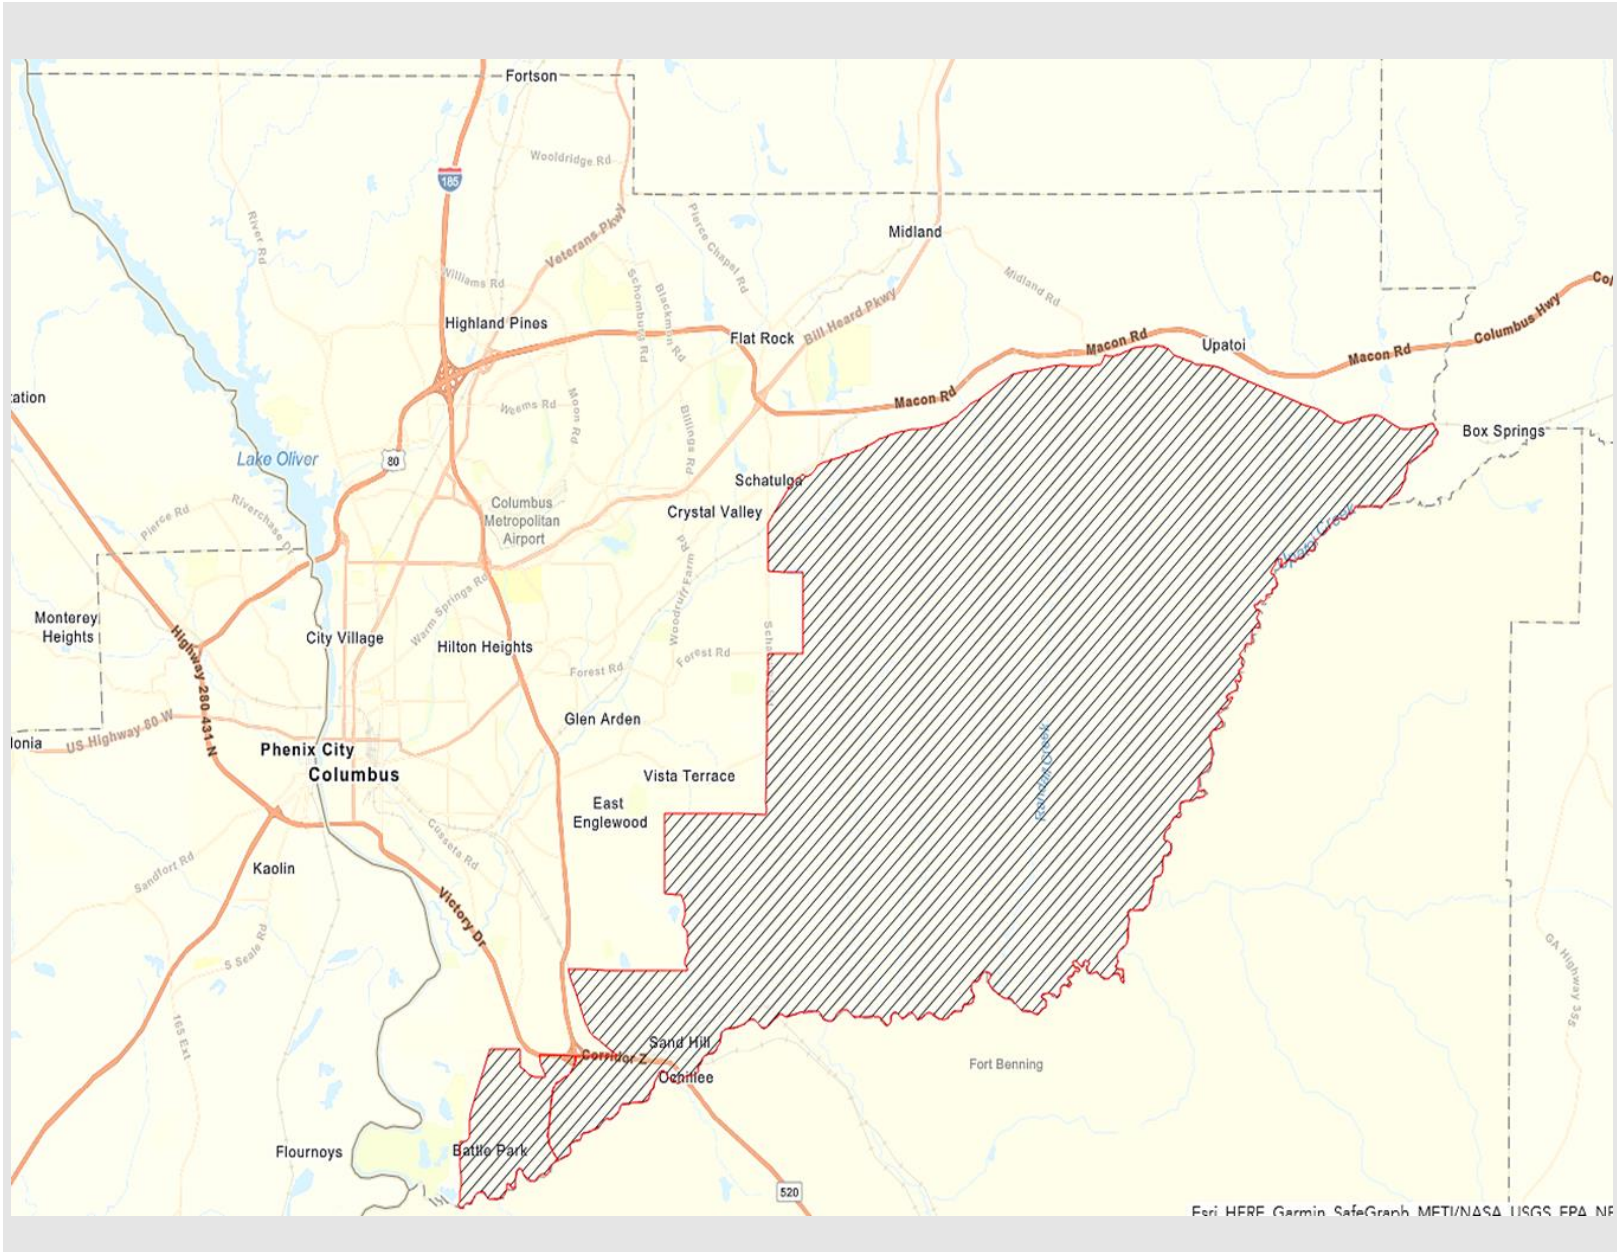 Fortson
Wooldridge Rd
185
River Rd
Veterans Pkwy
Pierce Chapel Rd
Midland
Williams Rd
Schomburg Rd
Blackmon Rd
Midland Rd
Highland Pines
Flat Rock
Bill Heard Pkwy
Macon Rd
Upatoi
Macon Rd
Columbus Hwy
Macon Rd
Weems Rd
Moon Rd
Billings Rd
Box Springs
Lake Oliver
80
Schatulga
Columbus
Metropolitan
Airport
Crystal Valley
Pierce Rd
Riverchase Dr
Upatoi Creek
Woodruff Farm Rd
Warm Springs Rd
Monterey
Heights
City Village
Hilton Heights
Forest Rd
Forest Rd
Highway 280 431 N
US Highway 80 W
Glen Arden
Phenix City
Columbus
Vista Terrace
Randall Creek
East
Englewood
Cusseta Rd
Sandfort Rd
Kaolin
Victory Dr
S Seale Rd
GA Highway 355
165 Ext
Sand Hill
Corridor Z
Ochillee
Fort Benning
Flournoys
Battle Park
520
Esri, HERE, Garmin, SafeGraph, METI/NASA, USGS, EPA,